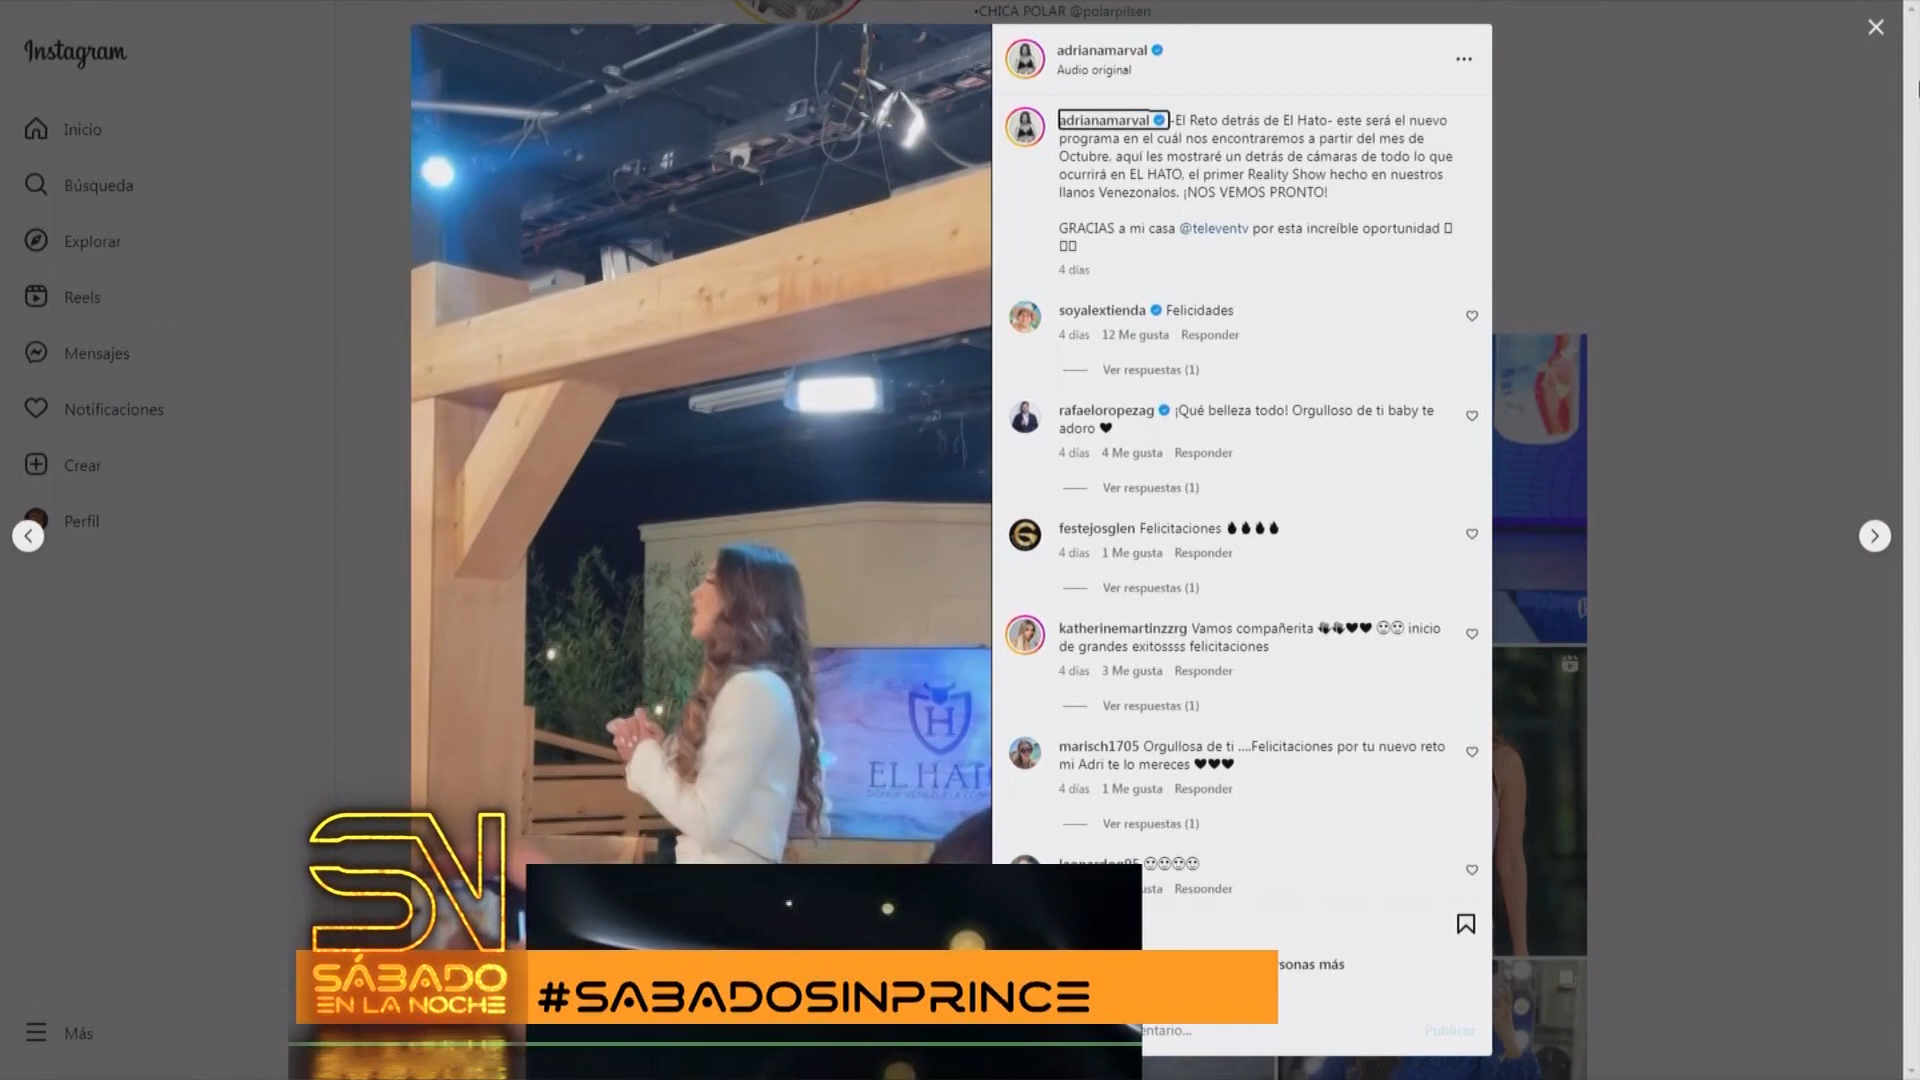 •CHICA POLAR @polarpilsen
Instagram
Inicio
Búsqueda
Explorar
Reels
Mensajes
Notificaciones
Crear
Perfil
Más
adrianamarval
Audio original
adrianamarval -El Reto detrás de El Hato- este será el nuevo
programa en el cuál nos encontraremos a partir del mes de
Octubre, aquí les mostraré un detrás de cámaras de todo lo que
ocurrirá en EL HATO, el primer Reality Show hecho en nuestros
llanos Venezonalos. ¡NOS VEMOS PRONTO!
GRACIAS a mi casa @televentv por esta increíble oportunidad
4 días
soyalextienda Felicidades
4 días 12 Me gusta Responder
Ver respuestas (1)
rafaeloropezag ¡Qué belleza todo! Orgulloso de ti baby te
adoro 🖤
4 días 4 Me gusta Responder
Ver respuestas (1)
festejosglen Felicitaciones
4 días 1 Me gusta Responder
Ver respuestas (1)
katherinemartinzzrg Vamos compañerita 🖤🖤 inicio
de grandes exitossss felicitaciones
4 días 3 Me gusta Responder
Ver respuestas (1)
marisch1705 Orgullosa de ti ....Felicitaciones por tu nuevo reto
mi Adri te lo mereces 🖤🖤🖤
4 días 1 Me gusta Responder
Ver respuestas (1)
usta Responder
sonas más
entario...
Publicar
H
EL HAT
SN
SÁBADO
EN LA NOCHE
#SABADOSINPRINCE